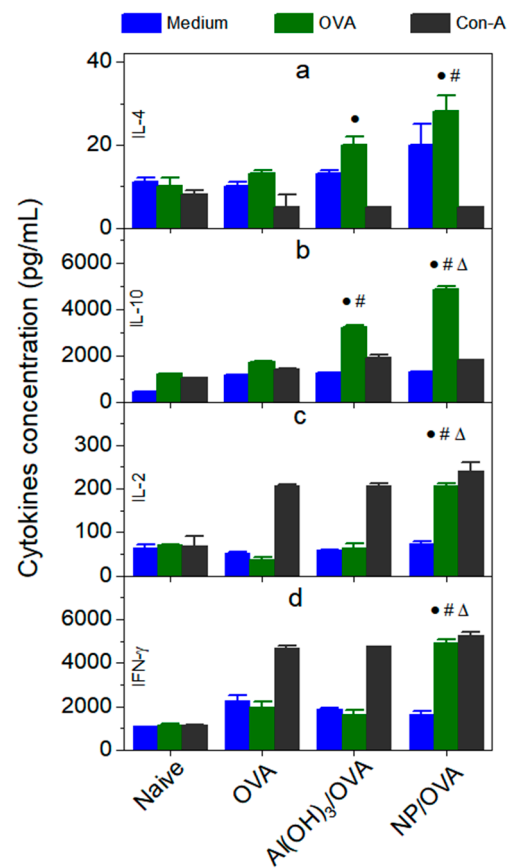 Medium OVA Con-A
Cytokines concentration (pg/mL)
a
IL-4
40
20
0
● #
●
b
IL-10
6000
4000
2000
0
● # Δ
● #
c
IL-2
300
200
100
0
● # Δ
d
IFN-γ
6000
4000
2000
0
● # Δ
Naive
OVA
Al(OH)₃/OVA
NP/OVA